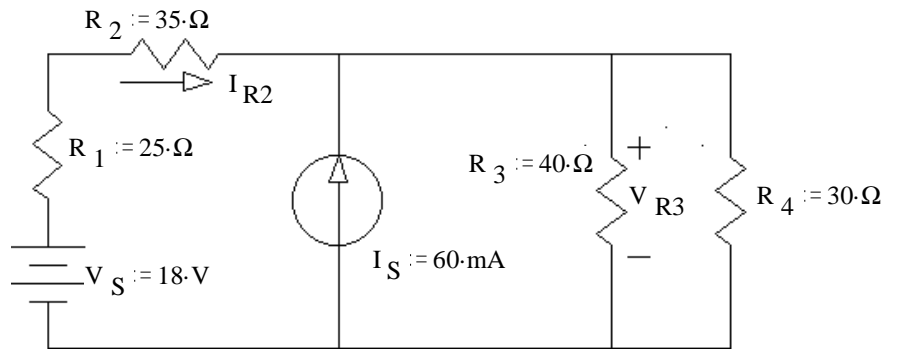 R 2 := 35·Ω
I R2
R 1 := 25·Ω
R 3 := 40·Ω
+
V R3
R 4 := 30·Ω
−
I S := 60·mA
V S := 18·V